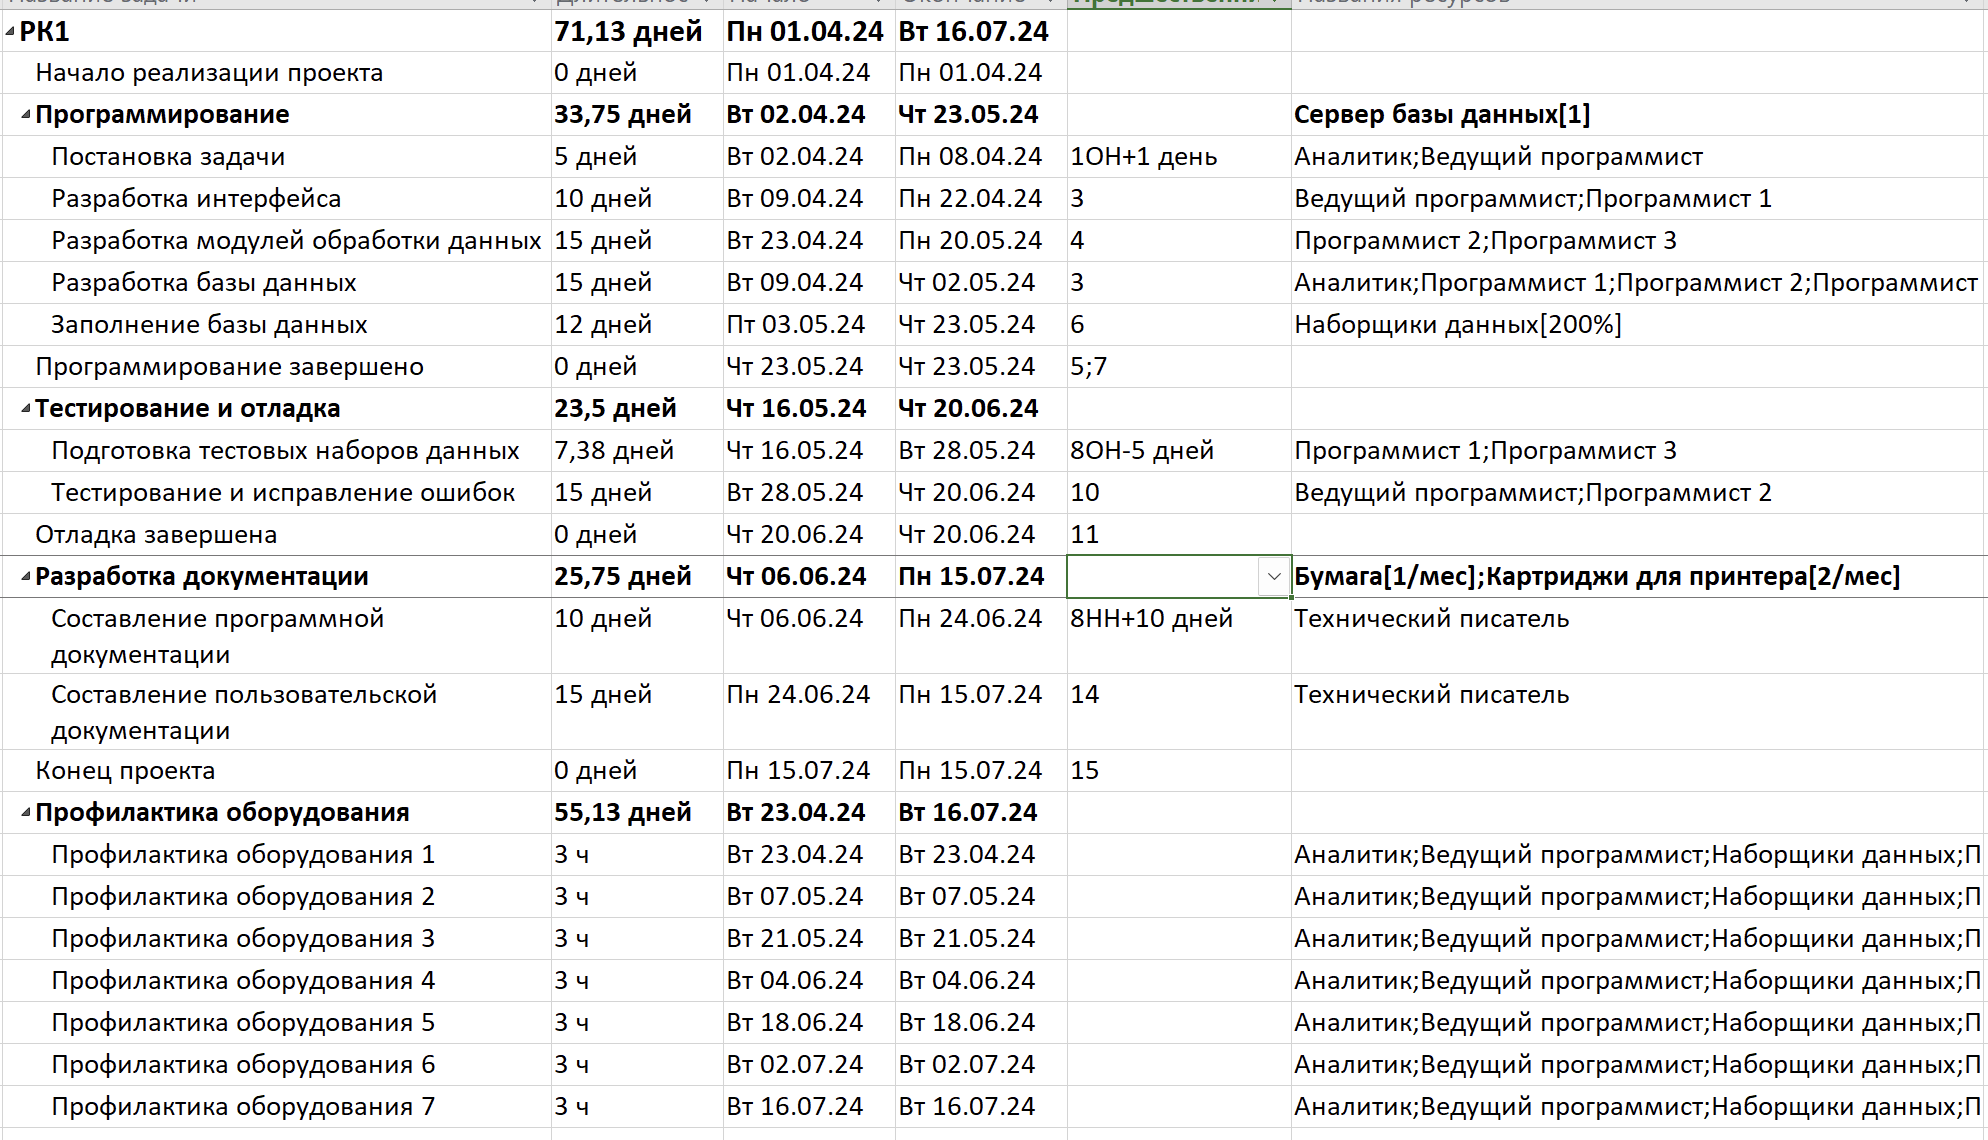 РК1 71,13 дней Пн 01.04.24 Вт 16.07.24
Начало реализации проекта 0 дней Пн 01.04.24 Пн 01.04.24
Программирование 33,75 дней Вт 02.04.24 Чт 23.05.24 Сервер базы данных[1]
Постановка задачи 5 дней Вт 02.04.24 Пн 08.04.24 1ОН+1 день Аналитик;Ведущий программист
Разработка интерфейса 10 дней Вт 09.04.24 Пн 22.04.24 3 Ведущий программист;Программист 1
Разработка модулей обработки данных 15 дней Вт 23.04.24 Пн 20.05.24 4 Программист 2;Программист 3
Разработка базы данных 15 дней Вт 09.04.24 Чт 02.05.24 3 Аналитик;Программист 1;Программист 2;Программист
Заполнение базы данных 12 дней Пт 03.05.24 Чт 23.05.24 6 Наборщики данных[200%]
Программирование завершено 0 дней Чт 23.05.24 Чт 23.05.24 5;7
Тестирование и отладка 23,5 дней Чт 16.05.24 Чт 20.06.24
Подготовка тестовых наборов данных 7,38 дней Чт 16.05.24 Вт 28.05.24 8ОН-5 дней Программист 1;Программист 3
Тестирование и исправление ошибок 15 дней Вт 28.05.24 Чт 20.06.24 10 Ведущий программист;Программист 2
Отладка завершена 0 дней Чт 20.06.24 Чт 20.06.24 11
Разработка документации 25,75 дней Чт 06.06.24 Пн 15.07.24 Бумага[1/мес];Картриджи для принтера[2/мес]
Составление программной 10 дней Чт 06.06.24 Пн 24.06.24 8НН+10 дней Технический писатель
документации
Составление пользовательской 15 дней Пн 24.06.24 Пн 15.07.24 14 Технический писатель
документации
Конец проекта 0 дней Пн 15.07.24 Пн 15.07.24 15
Профилактика оборудования 55,13 дней Вт 23.04.24 Вт 16.07.24
Профилактика оборудования 1 3 ч Вт 23.04.24 Вт 23.04.24 Аналитик;Ведущий программист;Наборщики данных;П
Профилактика оборудования 2 3 ч Вт 07.05.24 Вт 07.05.24 Аналитик;Ведущий программист;Наборщики данных;П
Профилактика оборудования 3 3 ч Вт 21.05.24 Вт 21.05.24 Аналитик;Ведущий программист;Наборщики данных;П
Профилактика оборудования 4 3 ч Вт 04.06.24 Вт 04.06.24 Аналитик;Ведущий программист;Наборщики данных;П
Профилактика оборудования 5 3 ч Вт 18.06.24 Вт 18.06.24 Аналитик;Ведущий программист;Наборщики данных;П
Профилактика оборудования 6 3 ч Вт 02.07.24 Вт 02.07.24 Аналитик;Ведущий программист;Наборщики данных;П
Профилактика оборудования 7 3 ч Вт 16.07.24 Вт 16.07.24 Аналитик;Ведущий программист;Наборщики данных;П